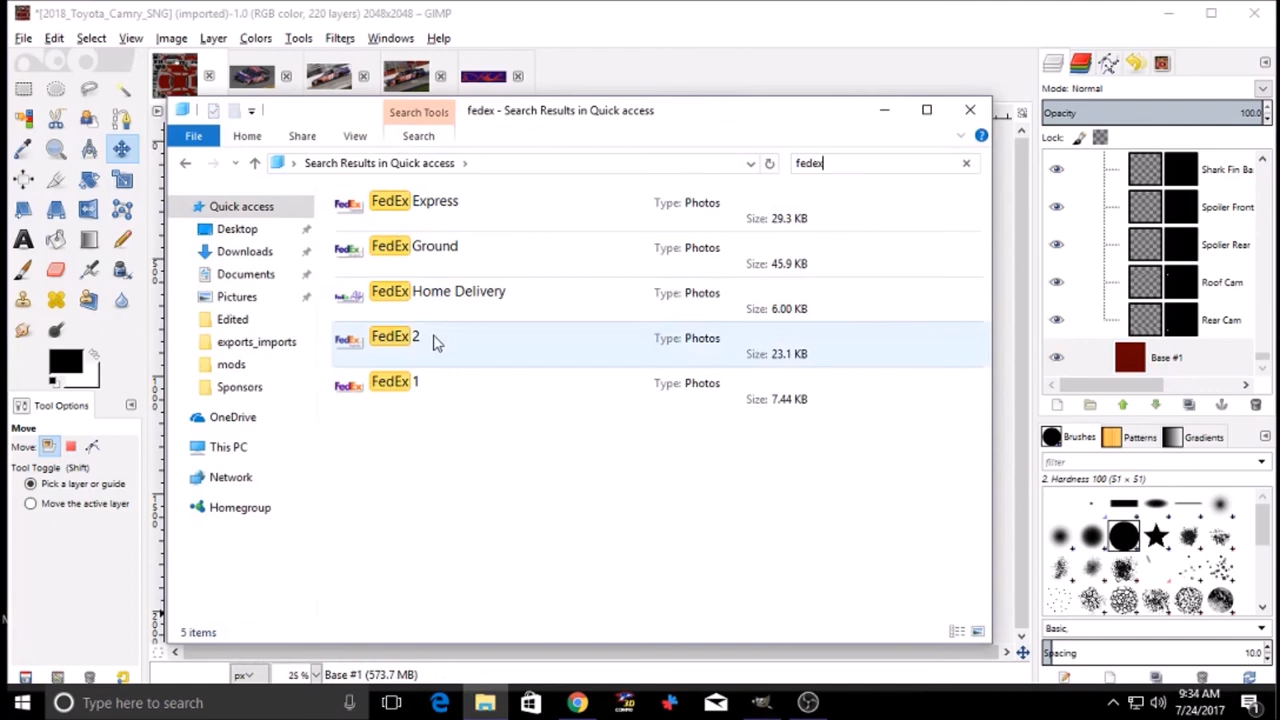 *[2018_Toyota_Camry_SNG] (imported)-1.0 (RGB color, 220 layers) 2048x2048 – GIMP
File Edit Select View Image Layer Colors Tools Filters Windows Help
Search Tools
fedex - Search Results in Quick access
File Home Share View Search
Search Results in Quick access
fedex
Quick access
Desktop
Downloads
Documents
Pictures
Edited
exports_imports
mods
Sponsors
OneDrive
This PC
Network
Homegroup
FedEx Express Type: Photos
Size: 29.3 KB
FedEx Ground Type: Photos
Size: 45.9 KB
FedEx Home Delivery Type: Photos
Size: 6.00 KB
FedEx 2 Type: Photos
Size: 23.1 KB
FedEx 1 Type: Photos
Size: 7.44 KB
5 items
Tool Options
Move
Move:
Tool Toggle (Shift)
Pick a layer or guide
Move the active layer
px 25 % Base #1 (573.7 MB)
Mode: Normal
Opacity 100.0
Lock:
Shark Fin Ba
Spoiler Front
Spoiler Rear
Roof Cam
Rear Cam
Base #1
Brushes Patterns Gradients
filter
2. Hardness 100 (51 × 51)
Basic,
Spacing 10.0
Type here to search
9:34 AM
7/24/2017